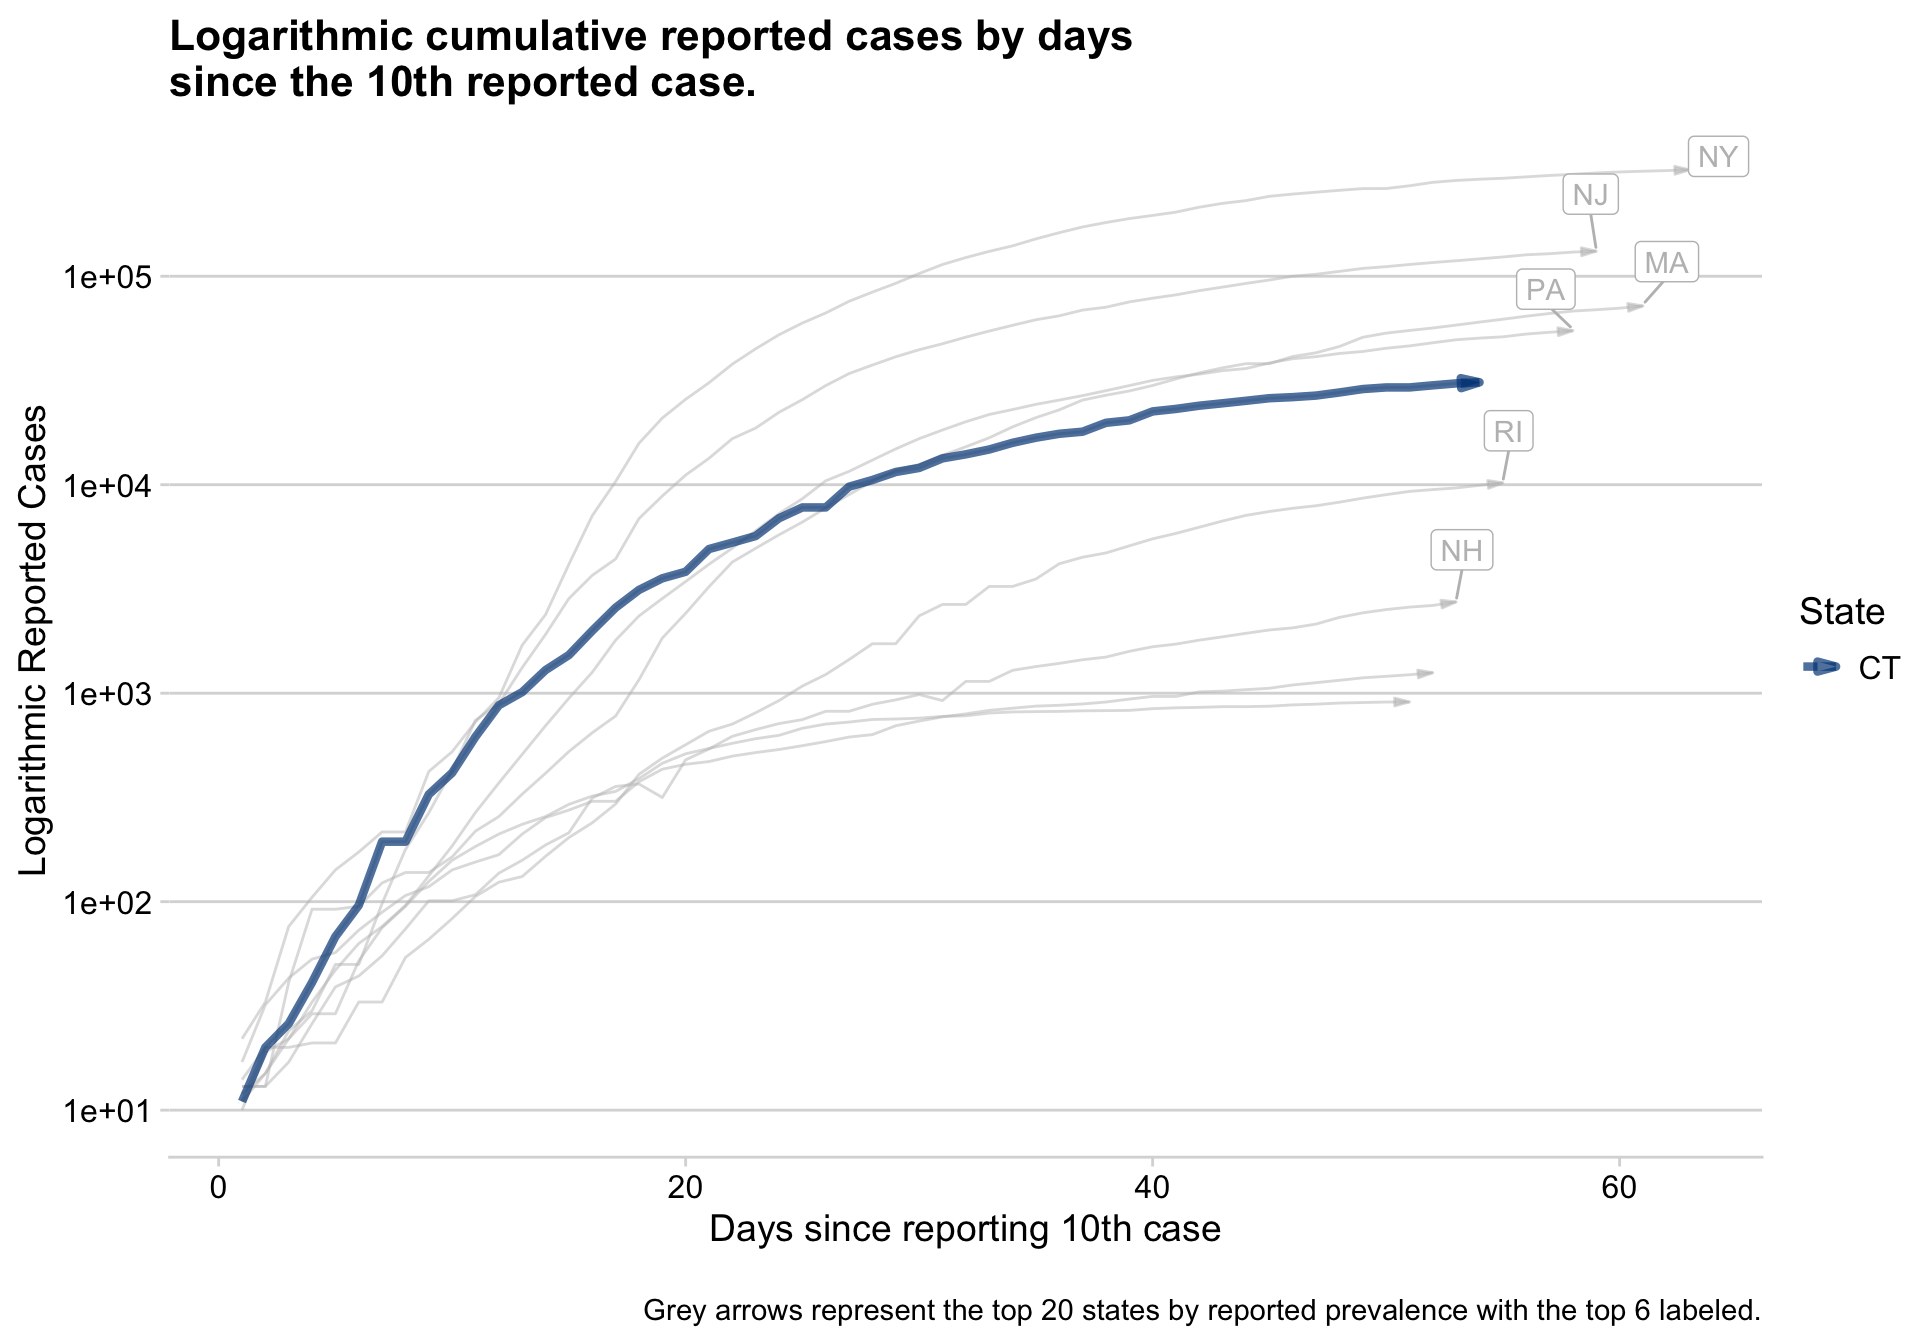 Logarithmic cumulative reported cases by days
since the 10th reported case.
NY
NJ
MA
PA
RI
NH
1e+05
1e+04
1e+03
1e+02
1e+01
Logarithmic Reported Cases
State
CT
0
20
40
60
Days since reporting 10th case
Grey arrows represent the top 20 states by reported prevalence with the top 6 labeled.